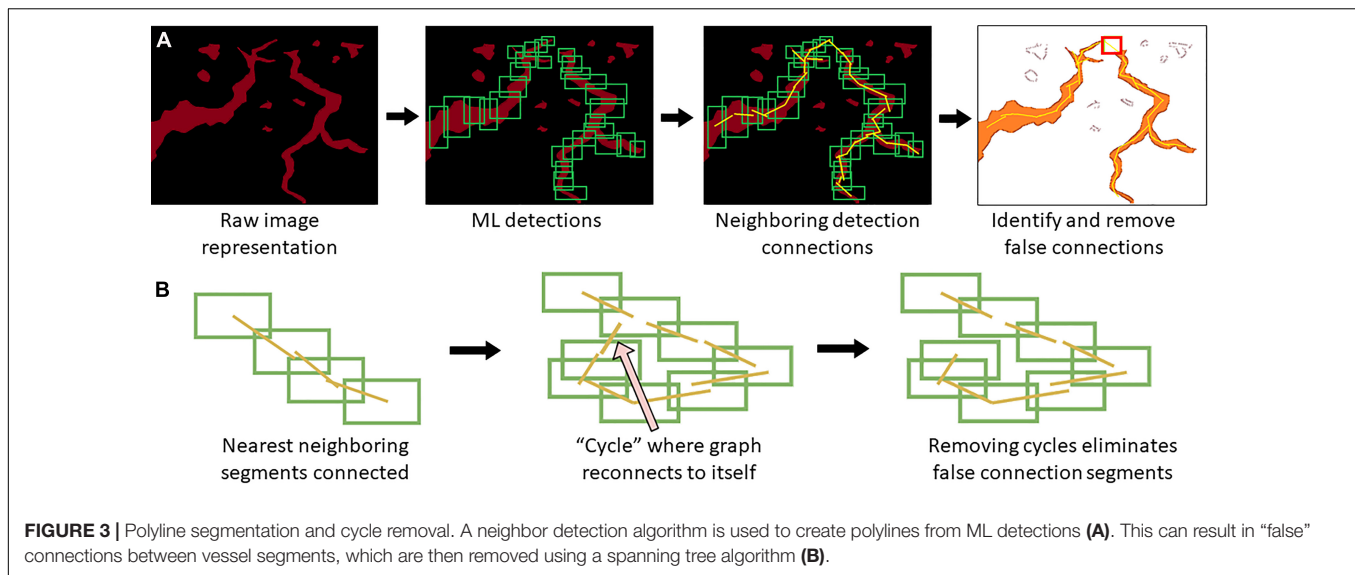 A
Raw image
representation
ML detections
Neighboring detection
connections
Identify and remove
false connections
B
Nearest neighboring
segments connected
“Cycle” where graph
reconnects to itself
Removing cycles eliminates
false connection segments
FIGURE 3 | Polyline segmentation and cycle removal. A neighbor detection algorithm is used to create polylines from ML detections (A). This can result in “false”
connections between vessel segments, which are then removed using a spanning tree algorithm (B).